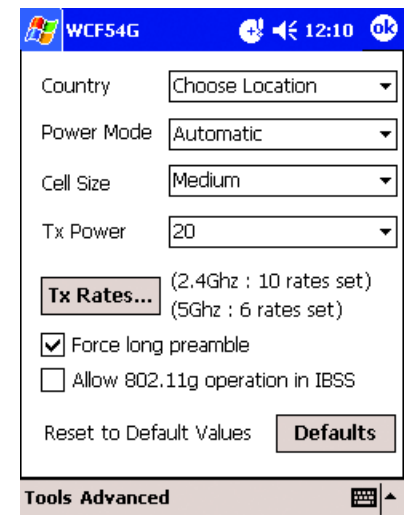 WCF54G 12:10 ok
Country Choose Location
Power Mode Automatic
Cell Size Medium
Tx Power 20
Tx Rates... (2.4Ghz : 10 rates set)
(5Ghz : 6 rates set)
Force long preamble
Allow 802.11g operation in IBSS
Reset to Default Values Defaults
Tools Advanced